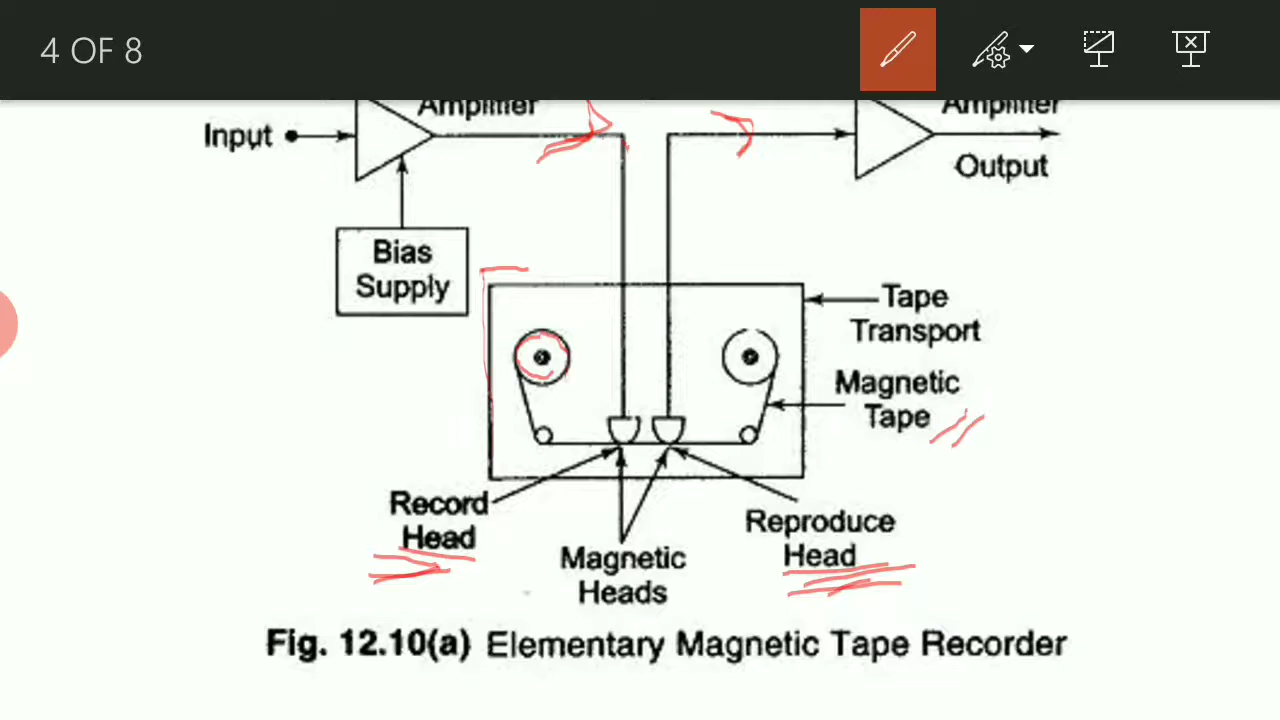 4 OF 8
Amplifier
Amplifier
Input
Output
Bias
Supply
Tape
Transport
Magnetic
Tape
Record
Head
Reproduce
Head
Magnetic
Heads
Fig. 12.10(a) Elementary Magnetic Tape Recorder